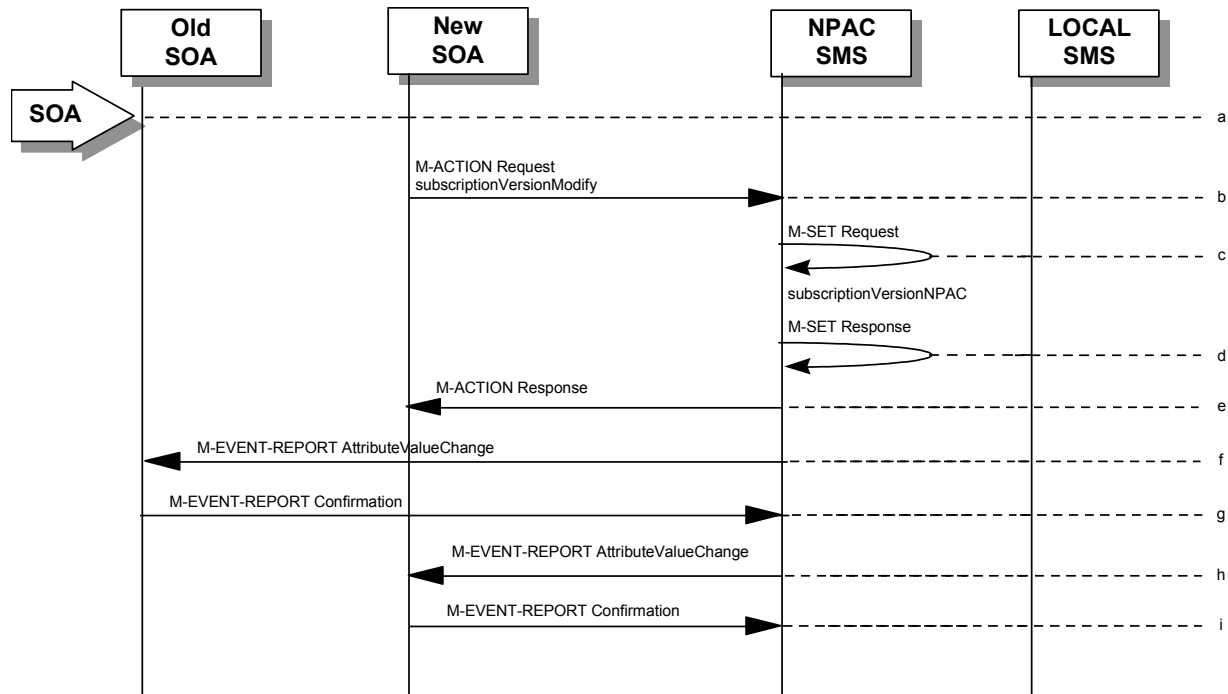 Old
SOA
New
SOA
NPAC
SMS
LOCAL
SMS
SOA
a
M-ACTION Request
subscriptionVersionModify
b
M-SET Request
c
subscriptionVersionNPAC
M-SET Response
d
M-ACTION Response
e
M-EVENT-REPORT AttributeValueChange
f
M-EVENT-REPORT Confirmation
g
M-EVENT-REPORT AttributeValueChange
h
M-EVENT-REPORT Confirmation
i